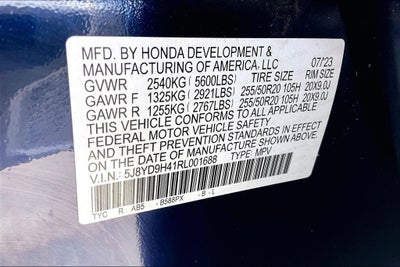 MFD. BY HONDA DEVELOPMENT & 07/23
MANUFACTURING OF AMERICA, LLC
GVWR 2540KG (5600LBS) TIRE SIZE RIM SIZE
GAWR F 1325KG (2921LBS) 255/50R20 105H 20X9.0J
GAWR R 1255KG (2767LBS) 255/50R20 105H 20X9.0J
THIS VEHICLE CONFORMS TO ALL APPLICABLE
FEDERAL MOTOR VEHICLE SAFETY AND
THEFT PREVENTION STANDARDS IN EFFECT
ON THE DATE OF MANUFACTURE SHOWN ABOVE.
V.I.N.: 5J8YD9H41RL001688 TYPE: MPV
TYC R AB5 - B588PX - B - L